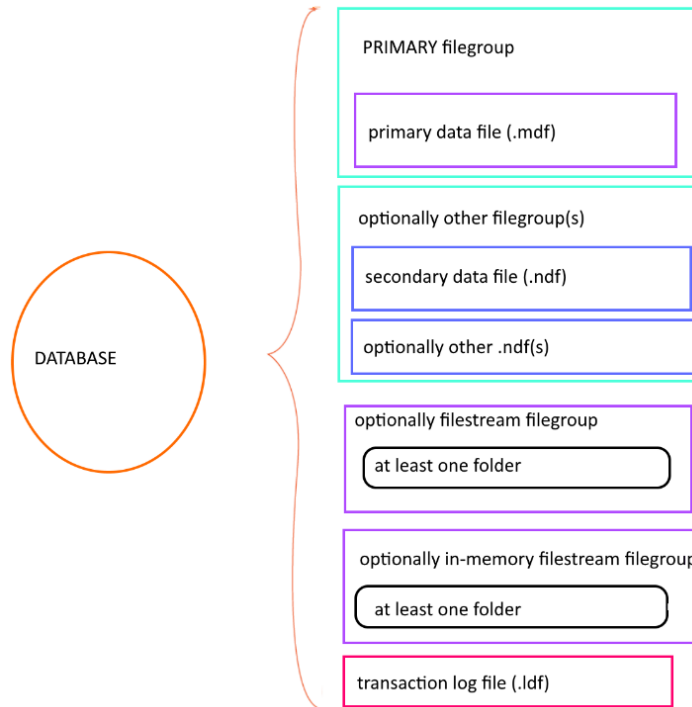 PRIMARY filegroup
primary data file (.mdf)
optionally other filegroup(s)
secondary data file (.ndf)
optionally other .ndf(s)
DATABASE
optionally filestream filegroup
at least one folder
optionally in-memory filestream filegroup
at least one folder
transaction log file (.ldf)